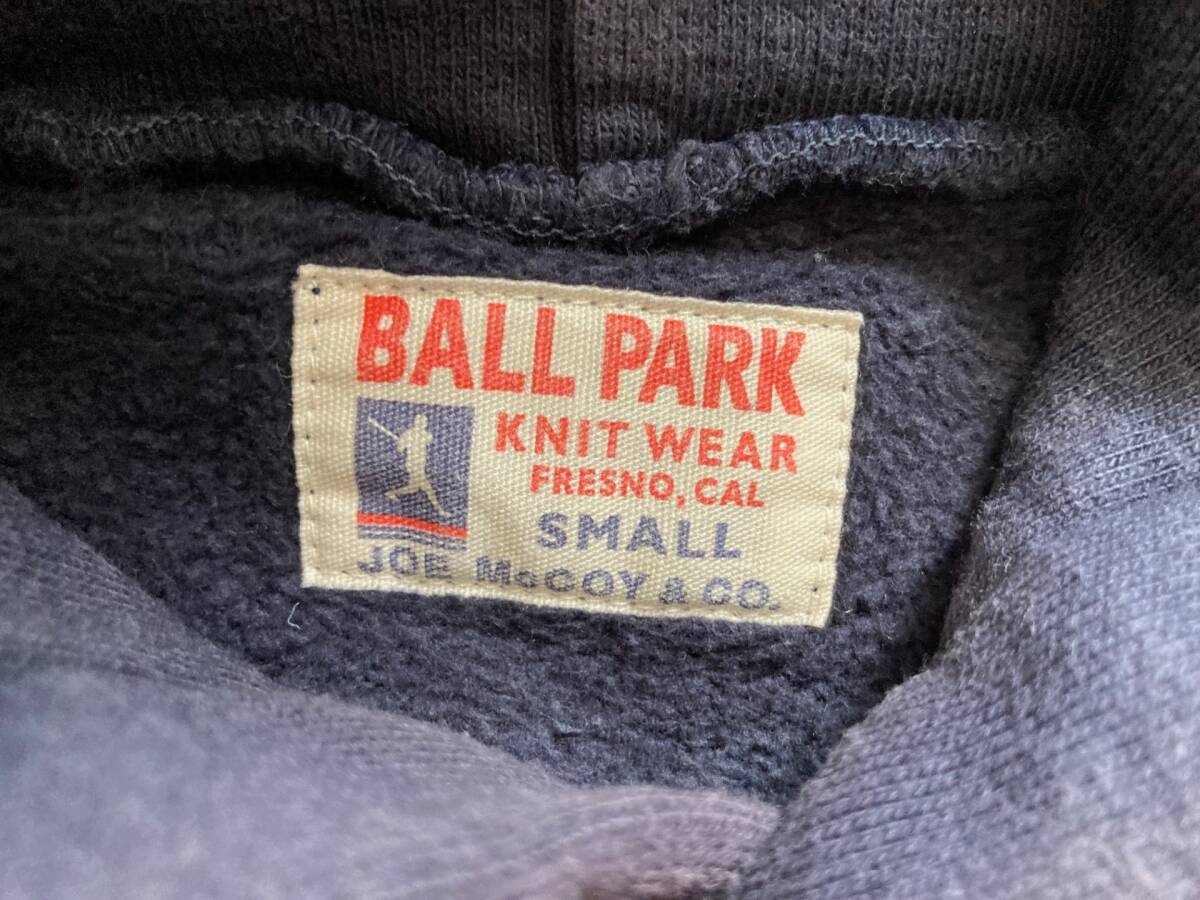 BALL PARK
KNIT WEAR
FRESNO, CAL
SMALL
JOE McCOY & CO.